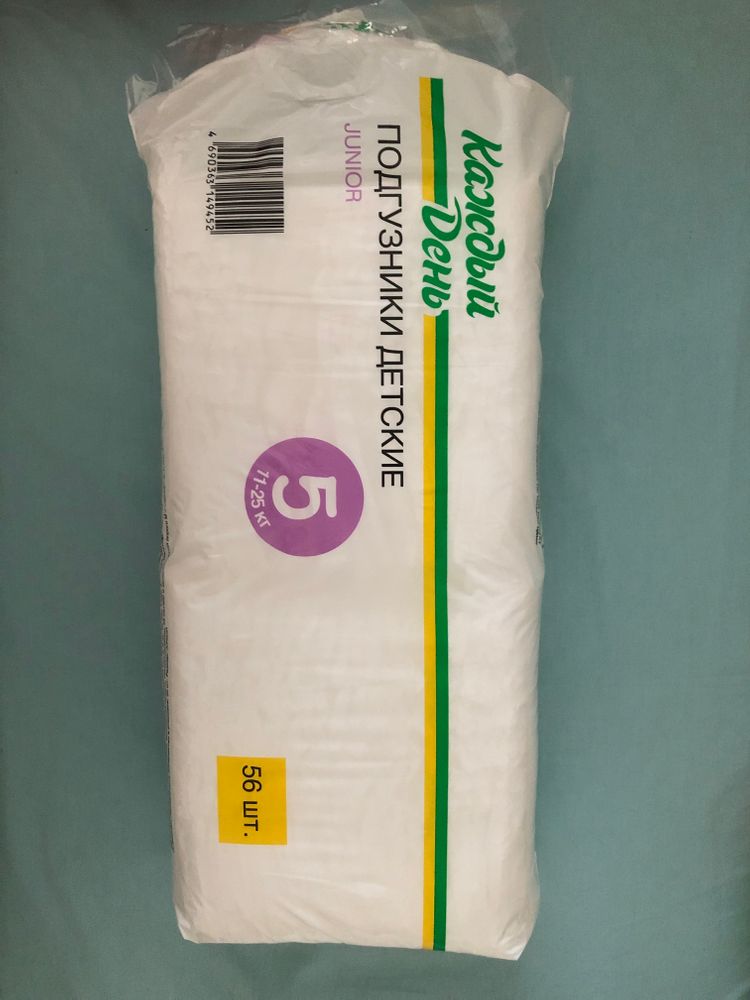 Каждый
День
ПОДГУЗНИКИ ДЕТСКИЕ
JUNIOR
4 690363 149452
5
11-25 КГ
56 шт.